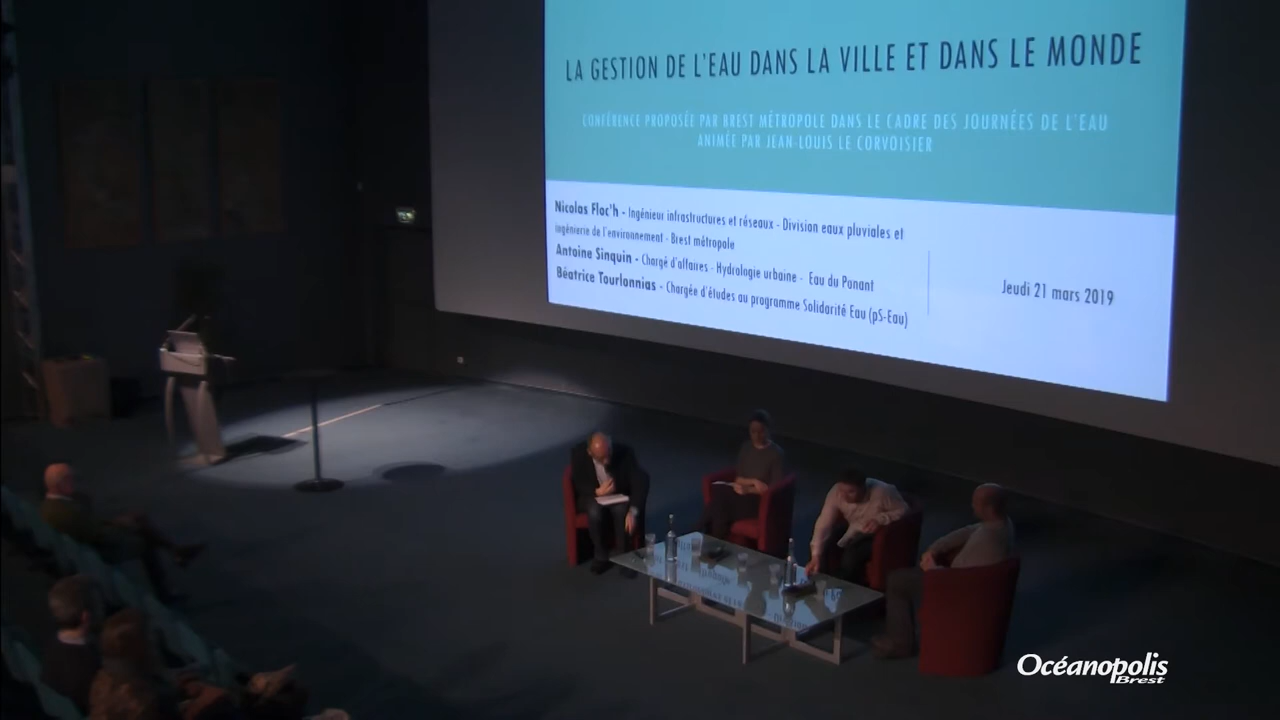 LA GESTION DE L'EAU DANS LA VILLE ET DANS LE MONDE
CONFÉRENCE PROPOSÉE PAR BREST MÉTROPOLE DANS LE CADRE DES JOURNÉES DE L'EAU
ANIMÉE PAR JEAN-LOUIS LE CORVOISIER
Nicolas Floc'h - Ingénieur infrastructures et réseaux - Division eaux pluviales et
ingénierie de l'environnement - Brest métropole
Antoine Sinquin - Chargé d'affaires - Hydrologie urbaine - Eau du Ponant
Béatrice Tourlonnias - Chargée d'études au programme Solidarité Eau (pS-Eau)
Jeudi 21 mars 2019
Océanopolis
Brest